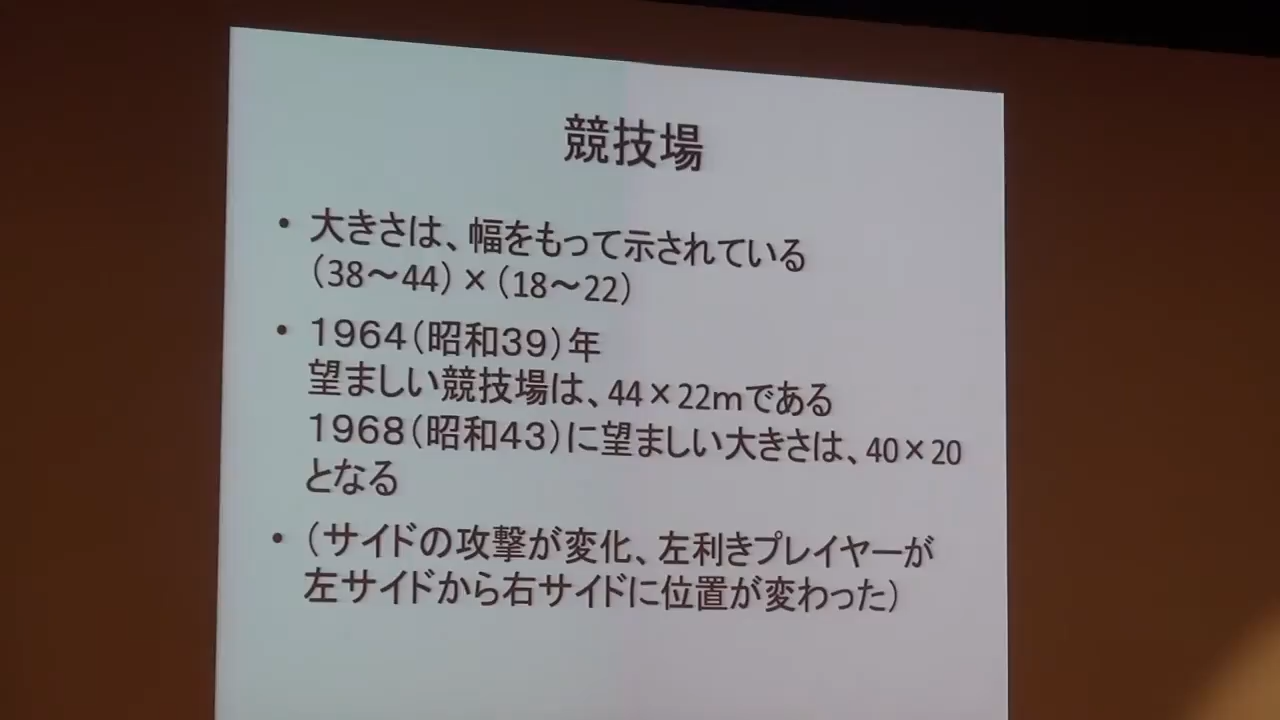 競技場
• 大きさは、幅をもって示されている
（38～44）×（18～22）
• １９６４（昭和３９）年
望ましい競技場は、44×22ｍである
１９６８（昭和４３）に望ましい大きさは、40×20
となる
• （サイドの攻撃が変化、左利きプレイヤーが
左サイドから右サイドに位置が変わった）